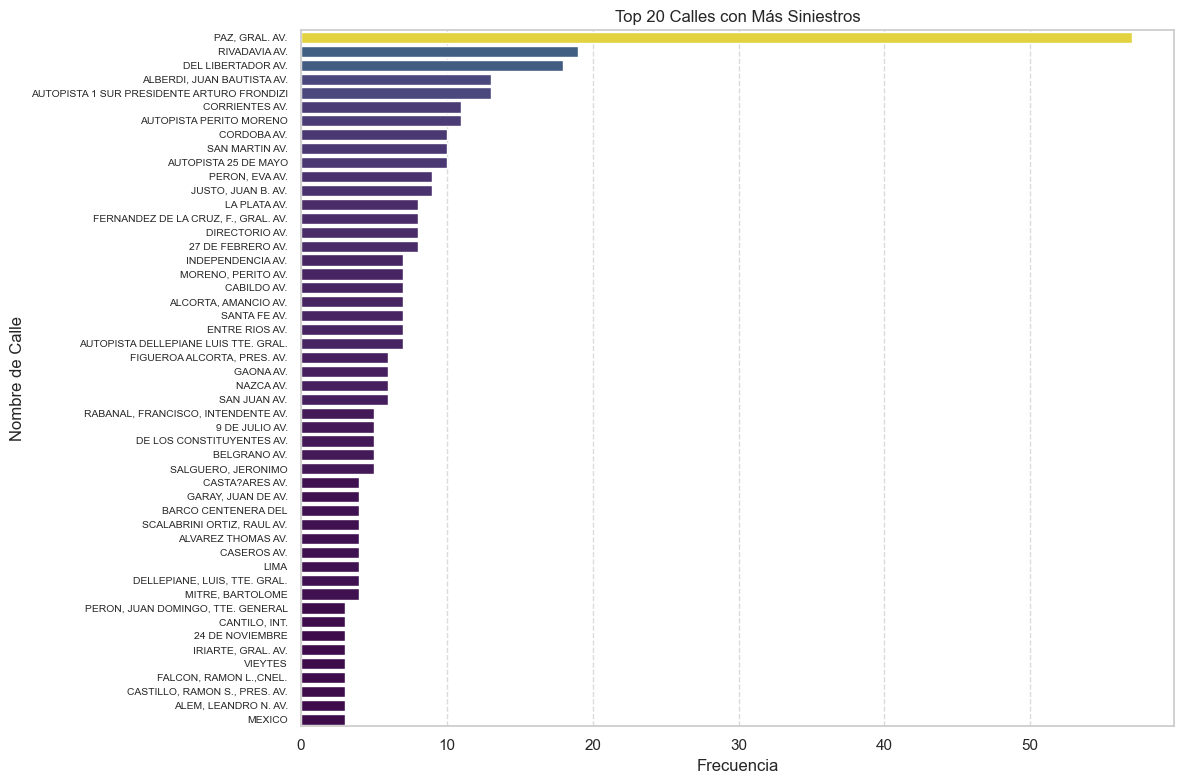 Top 20 Calles con Más Siniestros
PAZ, GRAL. AV.
RIVADAVIA AV.
DEL LIBERTADOR AV.
ALBERDI, JUAN BAUTISTA AV.
AUTOPISTA 1 SUR PRESIDENTE ARTURO FRONDIZI
CORRIENTES AV.
AUTOPISTA PERITO MORENO
CORDOBA AV.
SAN MARTIN AV.
AUTOPISTA 25 DE MAYO
PERON, EVA AV.
JUSTO, JUAN B. AV.
LA PLATA AV.
FERNANDEZ DE LA CRUZ, F., GRAL. AV.
DIRECTORIO AV.
27 DE FEBRERO AV.
INDEPENDENCIA AV.
MORENO, PERITO AV.
CABILDO AV.
ALCORTA, AMANCIO AV.
SANTA FE AV.
ENTRE RIOS AV.
AUTOPISTA DELLEPIANE LUIS TTE. GRAL.
FIGUEROA ALCORTA, PRES. AV.
GAONA AV.
NAZCA AV.
SAN JUAN AV.
RABANAL, FRANCISCO, INTENDENTE AV.
9 DE JULIO AV.
DE LOS CONSTITUYENTES AV.
BELGRANO AV.
SALGUERO, JERONIMO
CASTA?ARES AV.
GARAY, JUAN DE AV.
BARCO CENTENERA DEL
SCALABRINI ORTIZ, RAUL AV.
ALVAREZ THOMAS AV.
CASEROS AV.
LIMA
DELLEPIANE, LUIS, TTE. GRAL.
MITRE, BARTOLOME
PERON, JUAN DOMINGO, TTE. GENERAL
CANTILO, INT.
24 DE NOVIEMBRE
IRIARTE, GRAL. AV.
VIEYTES
FALCON, RAMON L.,CNEL.
CASTILLO, RAMON S., PRES. AV.
ALEM, LEANDRO N. AV.
MEXICO
Nombre de Calle
0 10 20 30 40 50
Frecuencia